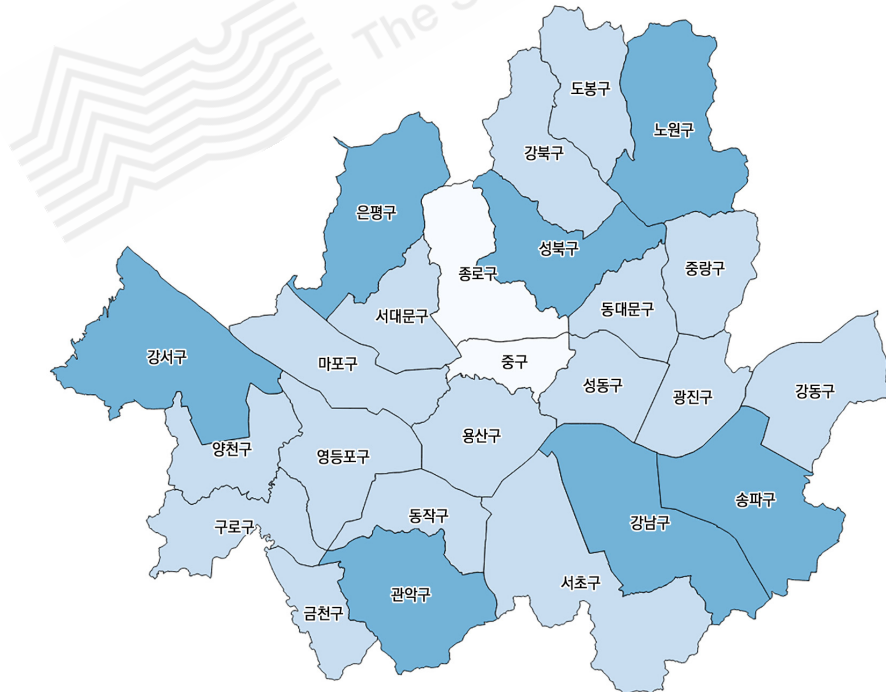 The S
도봉구
노원구
강북구
은평구
성북구
종로구
중랑구
서대문구
동대문구
강서구
마포구
중구
성동구
광진구
강동구
양천구
영등포구
용산구
송파구
구로구
동작구
강남구
서초구
관악구
금천구